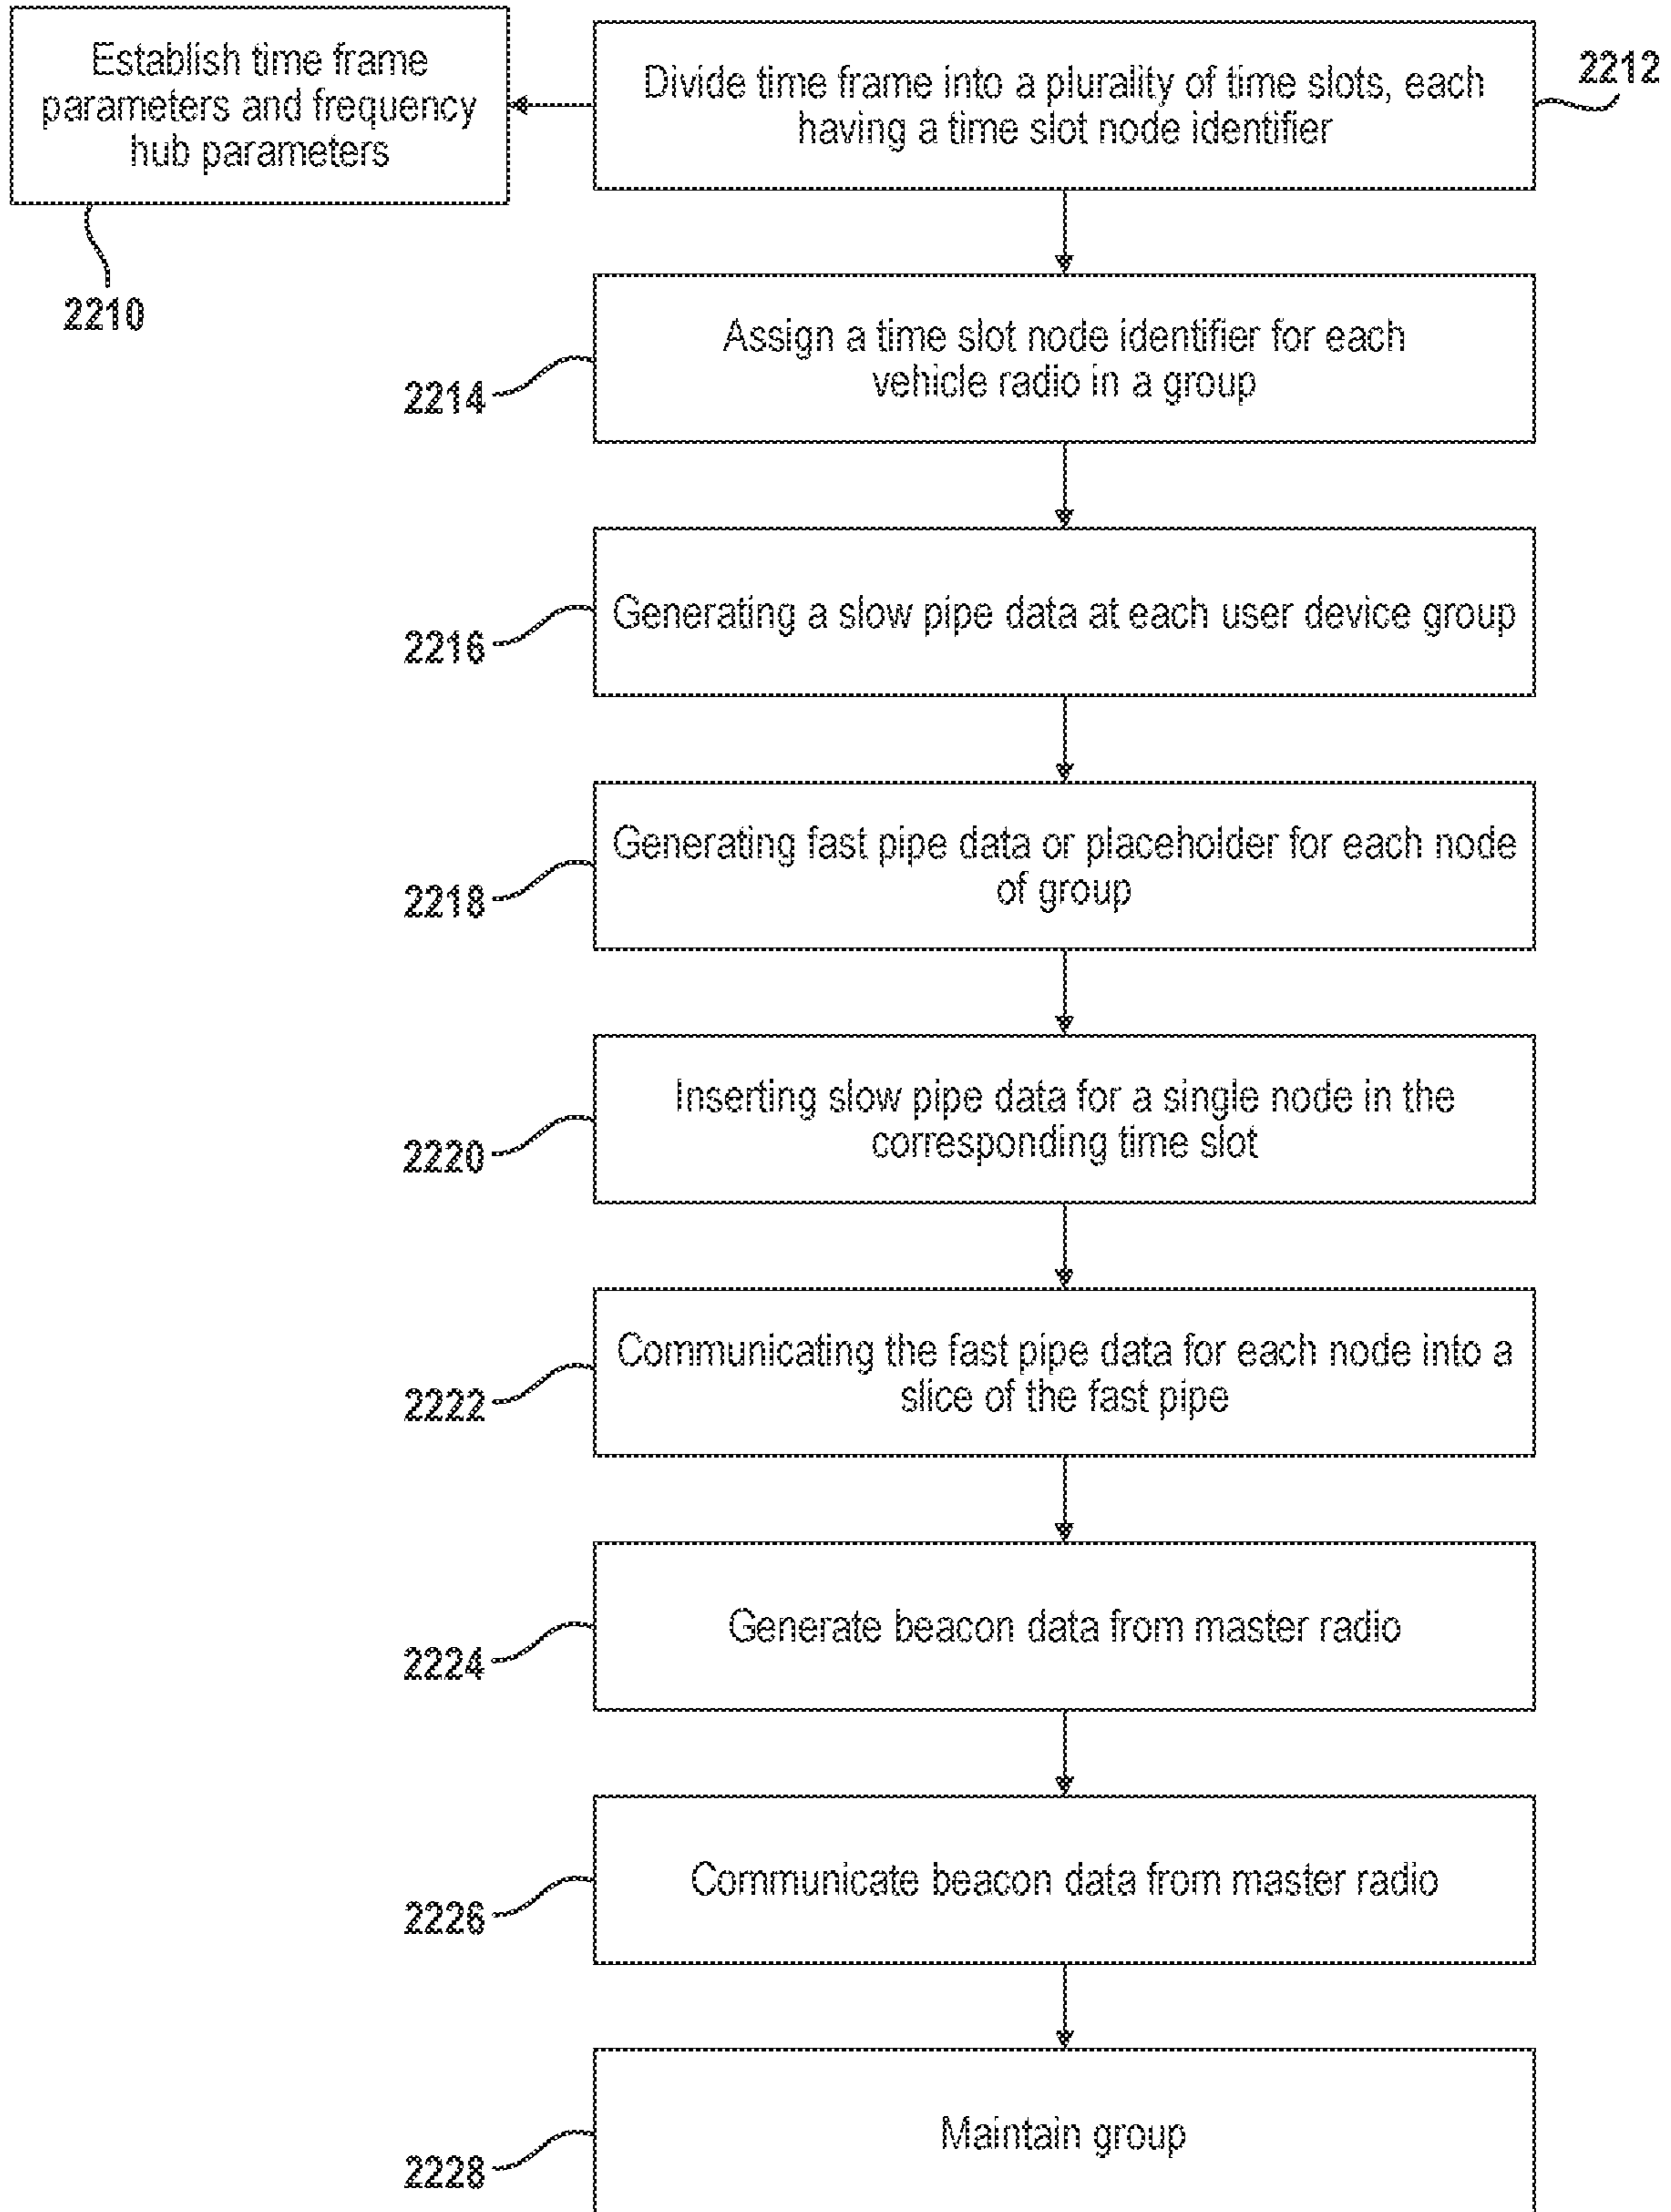 Establish time frame
parameters and frequency
hub parameters
2210
Divide time frame into a plurality of time slots, each
having a time slot node identifier
2212
Assign a time slot node identifier for each
vehicle radio in a group
2214
Generating a slow pipe data at each user device group
2216
Generating fast pipe data or placeholder for each node
of group
2218
Inserting slow pipe data for a single node in the
corresponding time slot
2220
Communicating the fast pipe data for each node into a
slice of the fast pipe
2222
Generate beacon data from master radio
2224
Communicate beacon data from master radio
2226
Maintain group
2228